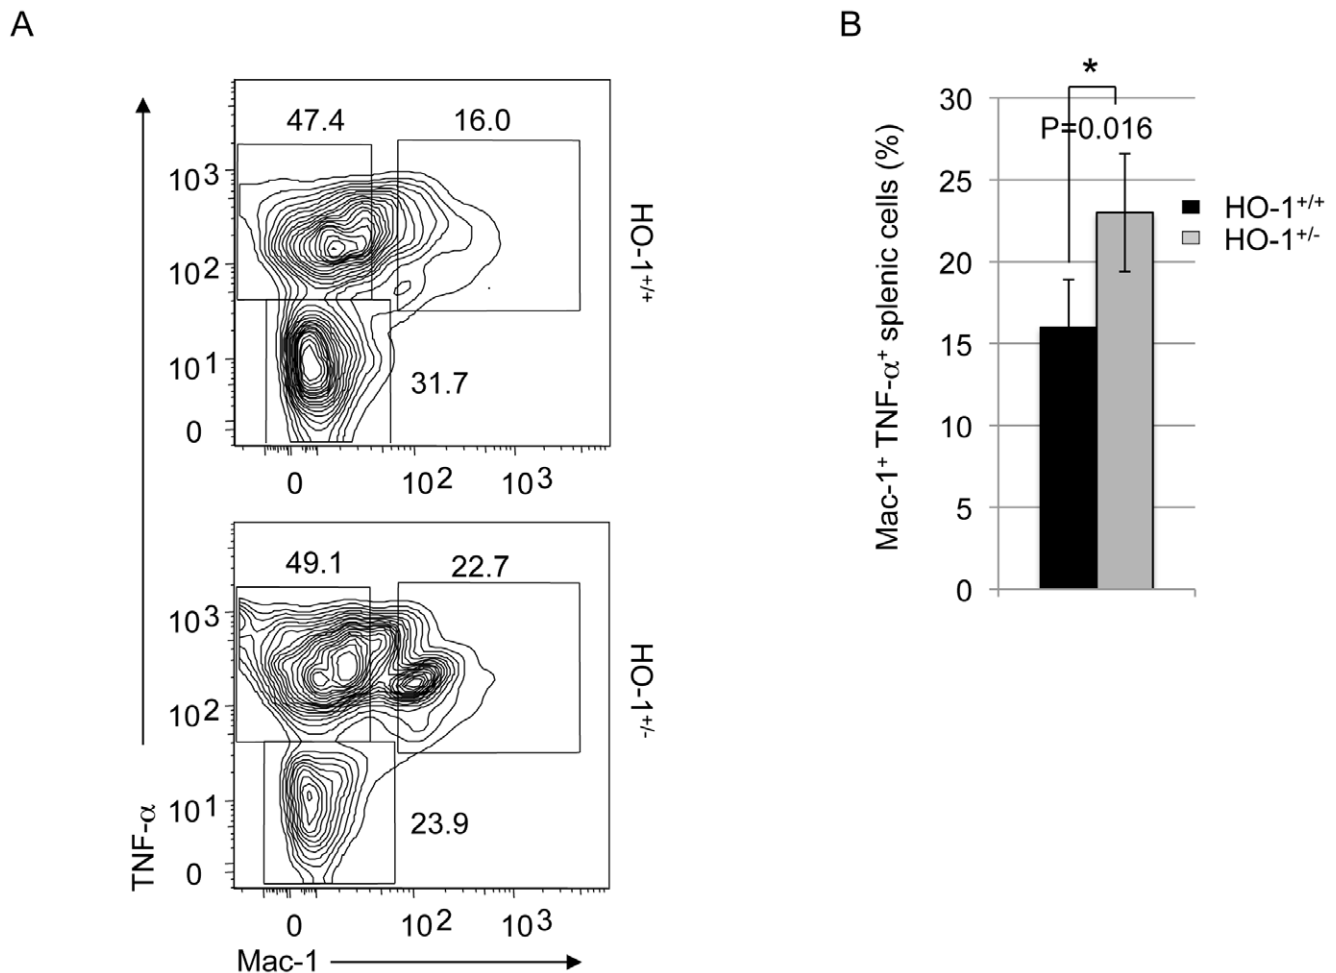 A
47.4 16.0
10³
10²
10¹
0
31.7
0 10² 10³
HO-1⁺/⁺
49.1 22.7
10³
10²
10¹
0
23.9
0 10² 10³
HO-1⁺/⁻
TNF-α
Mac-1
B
*
P=0.016
30
25
20
15
10
5
0
Mac-1⁺ TNF-α⁺ splenic cells (%)
HO-1⁺/⁺
HO-1⁺/⁻